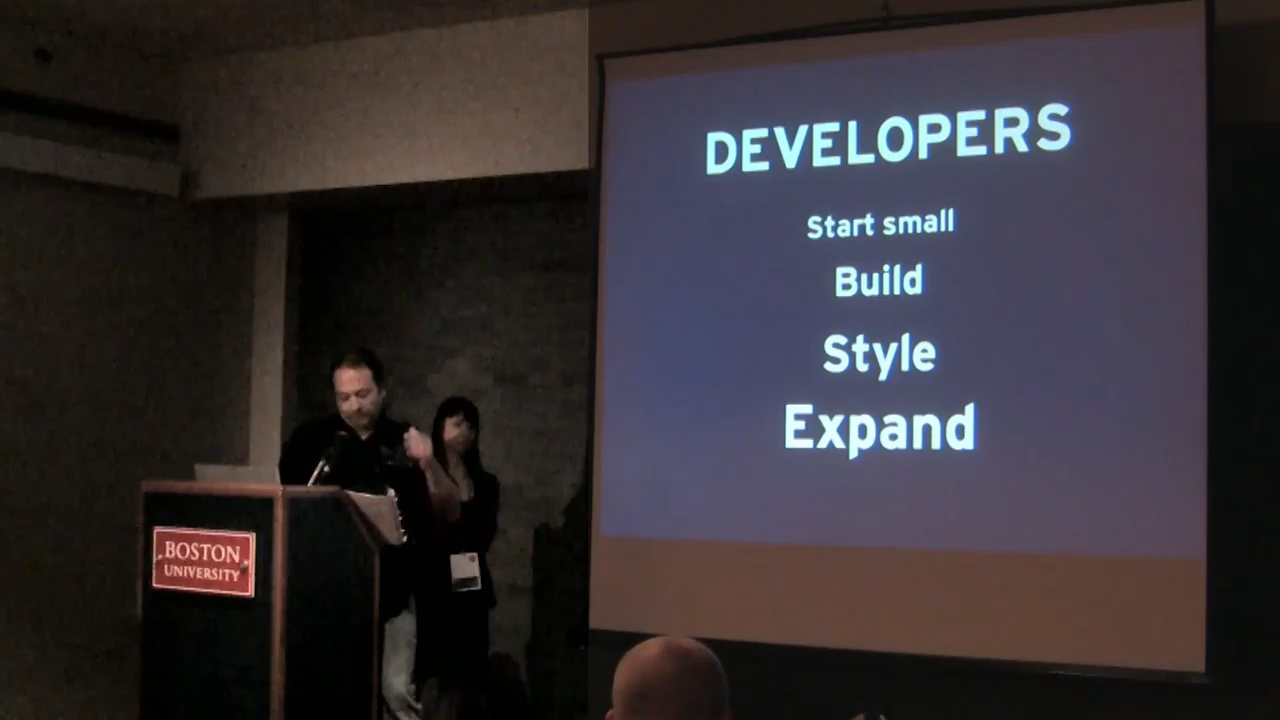 DEVELOPERS
Start small
Build
Style
Expand
BOSTON
UNIVERSITY